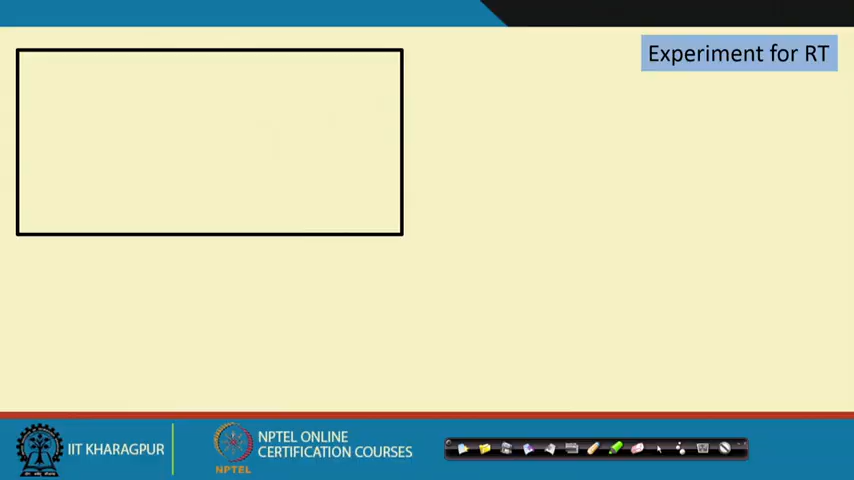 Experiment for RT
IIT KHARAGPUR
NPTEL
NPTEL ONLINE
CERTIFICATION COURSES